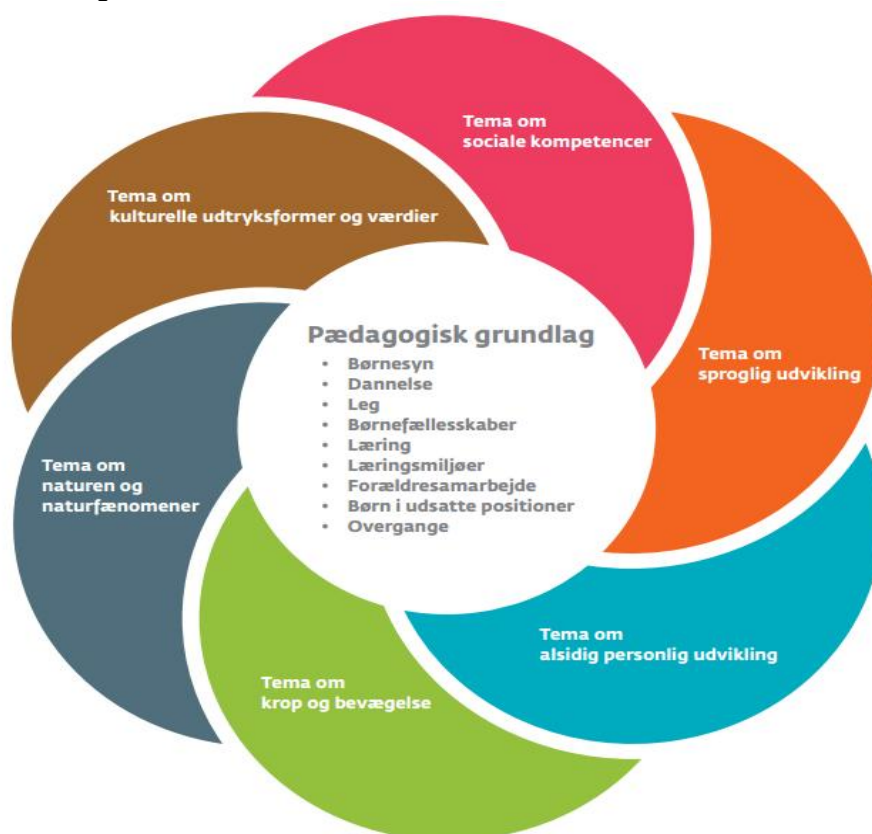 Tema om
sociale kompetencer
Tema om
kulturelle udtryksformer og værdier
Pædagogisk grundlag
• Børnesyn
• Dannelse
• Leg
• Børnefællesskaber
• Læring
• Læringsmiljøer
• Forældresamarbejde
• Børn i udsatte positioner
• Overgange
Tema om
sproglig udvikling
Tema om
naturen og
naturfænomener
Tema om
alsidig personlig udvikling
Tema om
krop og bevægelse